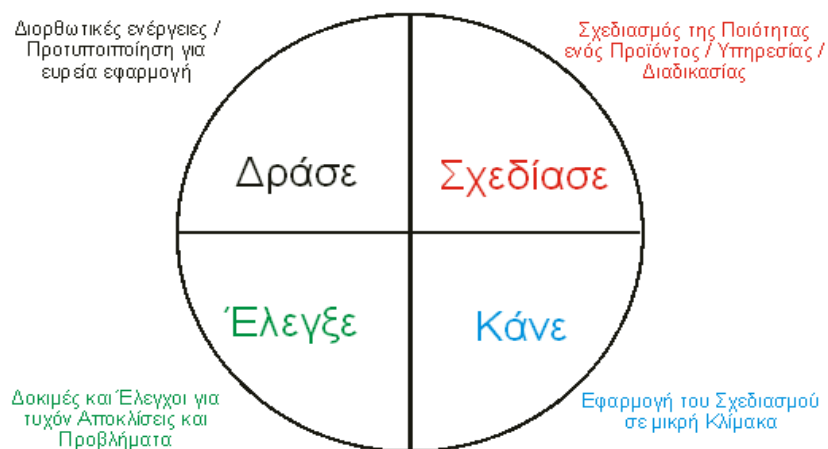 Διορθωτικές ενέργειες /
Προτυποιποίηση για
ευρεία εφαρμογή
Σχεδιασμός της Ποιότητας
ενός Προϊόντος / Υπηρεσίας /
Διαδικασίας
Δράσε
Σχεδίασε
Έλεγξε
Κάνε
Δοκιμές και Έλεγχοι για
τυχόν Αποκλίσεις και
Προβλήματα
Εφαρμογή του Σχεδιασμού
σε μικρή Κλίμακα